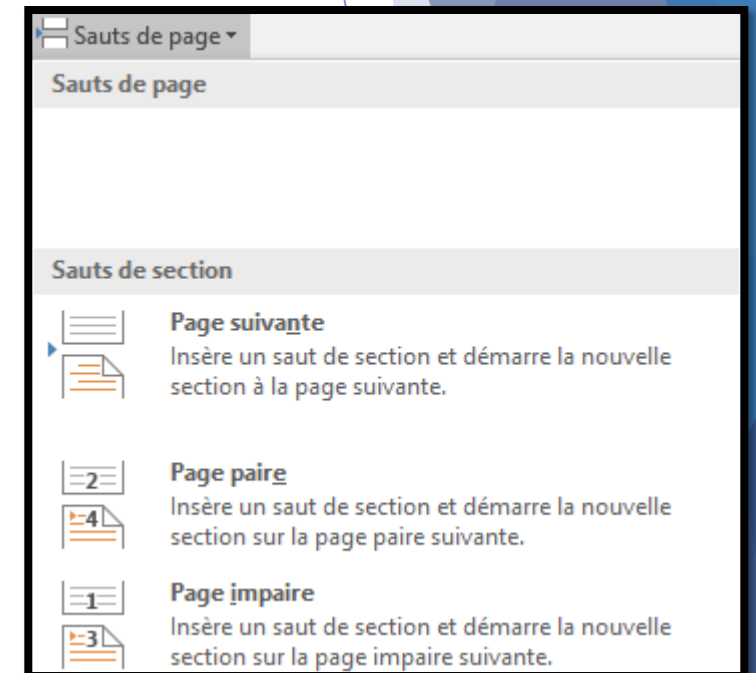 Sauts de page
Sauts de page
Sauts de section
Page suivante
Insère un saut de section et démarre la nouvelle
section à la page suivante.
2
Page paire
4
Insère un saut de section et démarre la nouvelle
section sur la page paire suivante.
1
Page impaire
3
Insère un saut de section et démarre la nouvelle
section sur la page impaire suivante.